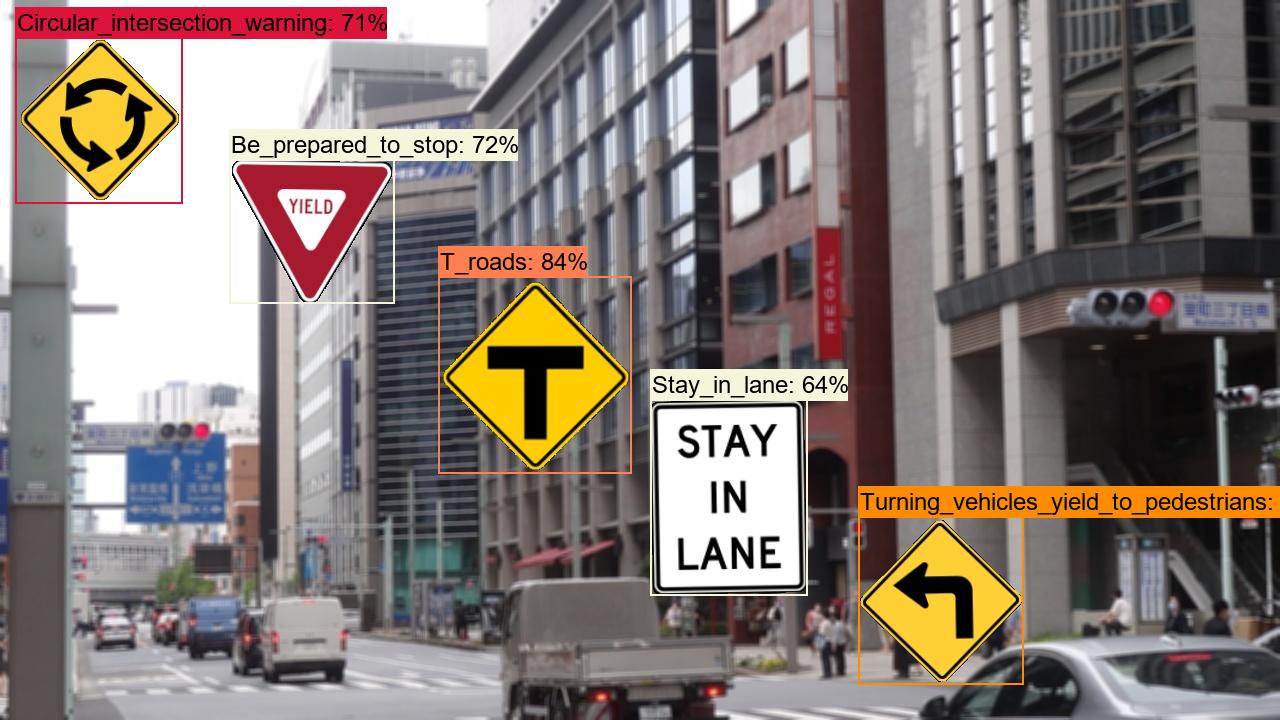 Circular_intersection_warning: 71%
Be_prepared_to_stop: 72%
YIELD
T_roads: 84%
REGAL
Stay_in_lane: 64%
STAY
IN
LANE
Turning_vehicles_yield_to_pedestrians: